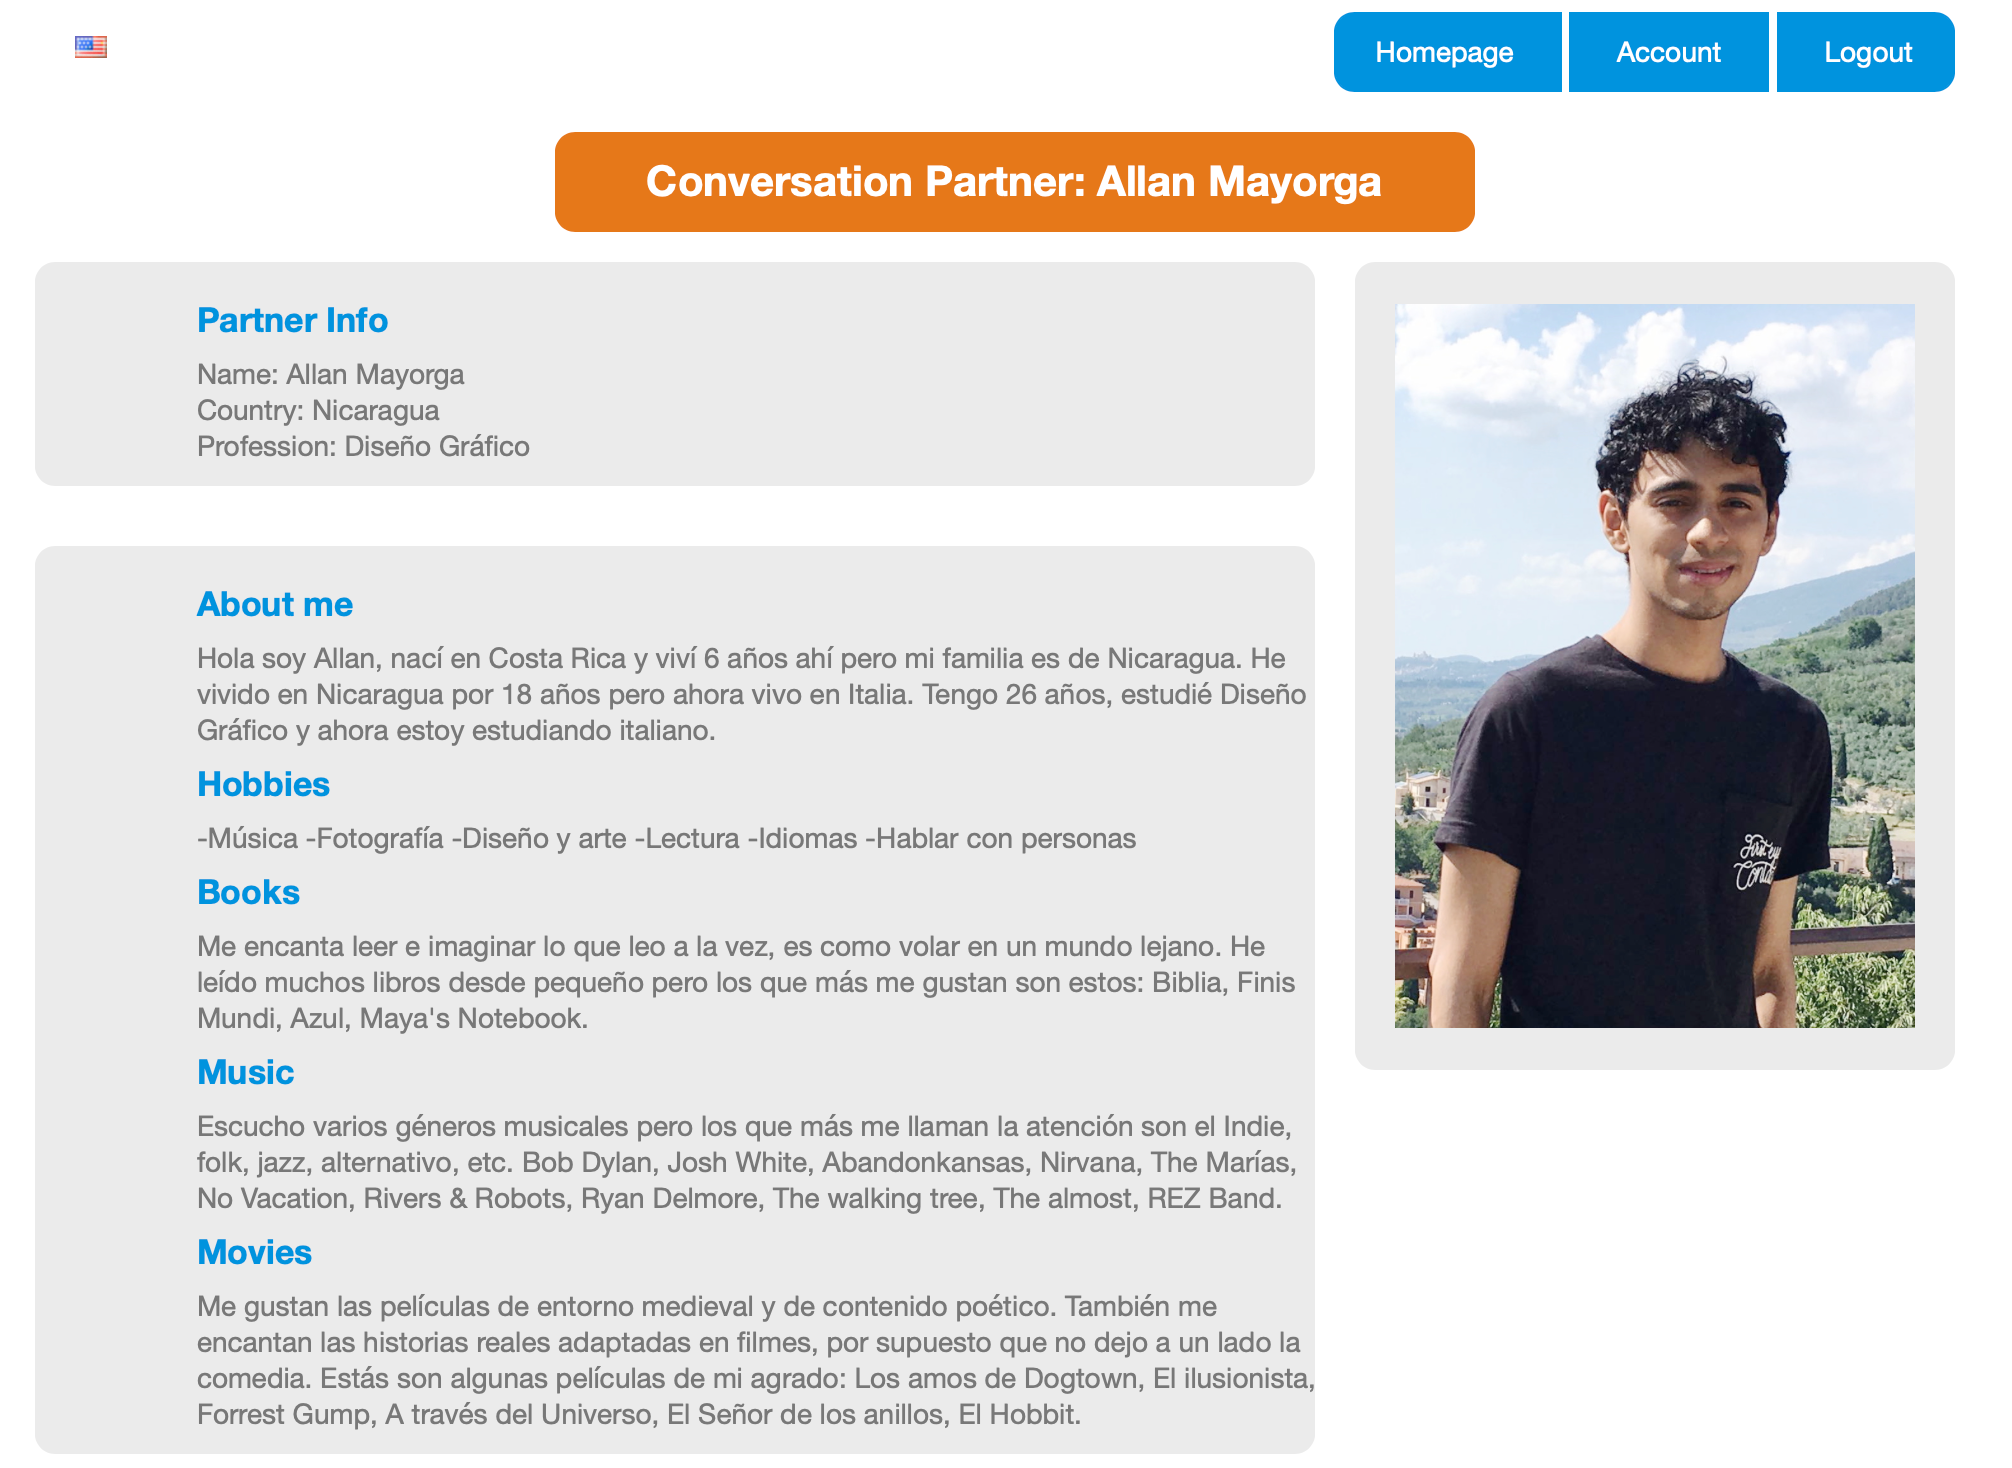 Homepage
Account
Logout
Conversation Partner: Allan Mayorga
Partner Info
Name: Allan Mayorga
Country: Nicaragua
Profession: Diseño Gráfico
About me
Hola soy Allan, nací en Costa Rica y viví 6 años ahí pero mi familia es de Nicaragua. He
vivido en Nicaragua por 18 años pero ahora vivo en Italia. Tengo 26 años, estudié Diseño
Gráfico y ahora estoy estudiando italiano.
Hobbies
-Música -Fotografía -Diseño y arte -Lectura -Idiomas -Hablar con personas
Books
Me encanta leer e imaginar lo que leo a la vez, es como volar en un mundo lejano. He
leído muchos libros desde pequeño pero los que más me gustan son estos: Biblia, Finis
Mundi, Azul, Maya's Notebook.
Music
Escucho varios géneros musicales pero los que más me llaman la atención son el Indie,
folk, jazz, alternativo, etc. Bob Dylan, Josh White, Abandonkansas, Nirvana, The Marías,
No Vacation, Rivers & Robots, Ryan Delmore, The walking tree, The almost, REZ Band.
Movies
Me gustan las películas de entorno medieval y de contenido poético. También me
encantan las historias reales adaptadas en filmes, por supuesto que no dejo a un lado la
comedia. Estás son algunas películas de mi agrado: Los amos de Dogtown, El ilusionista,
Forrest Gump, A través del Universo, El Señor de los anillos, El Hobbit.
First